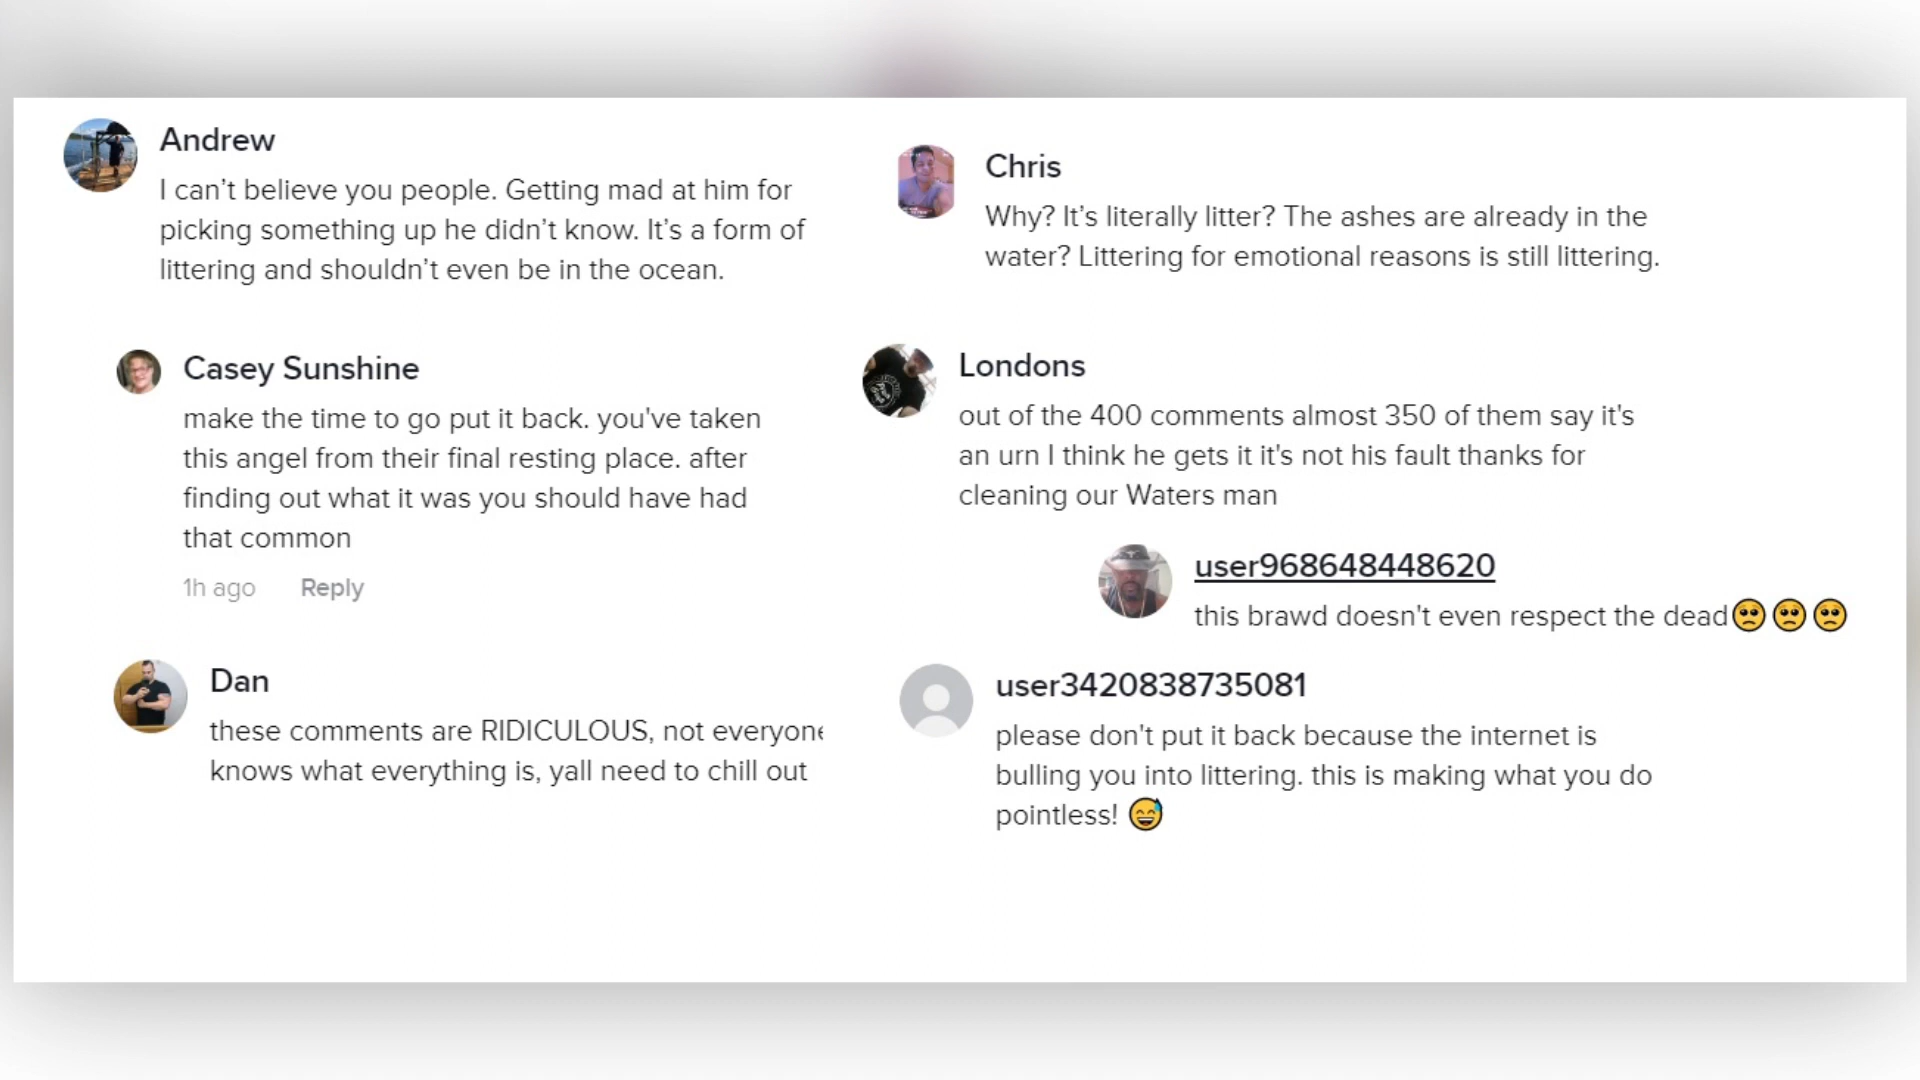 Andrew
I can’t believe you people. Getting mad at him for
picking something up he didn’t know. It’s a form of
littering and shouldn’t even be in the ocean.
Casey Sunshine
make the time to go put it back. you've taken
this angel from their final resting place. after
finding out what it was you should have had
that common
1h ago Reply
Dan
these comments are RIDICULOUS, not everyone
knows what everything is, yall need to chill out
Chris
Why? It’s literally litter? The ashes are already in the
water? Littering for emotional reasons is still littering.
Londons
out of the 400 comments almost 350 of them say it's
an urn I think he gets it it's not his fault thanks for
cleaning our Waters man
user968648448620
this brawd doesn't even respect the dead🥺🥺🥺
user3420838735081
please don't put it back because the internet is
bulling you into littering. this is making what you do
pointless! 😅